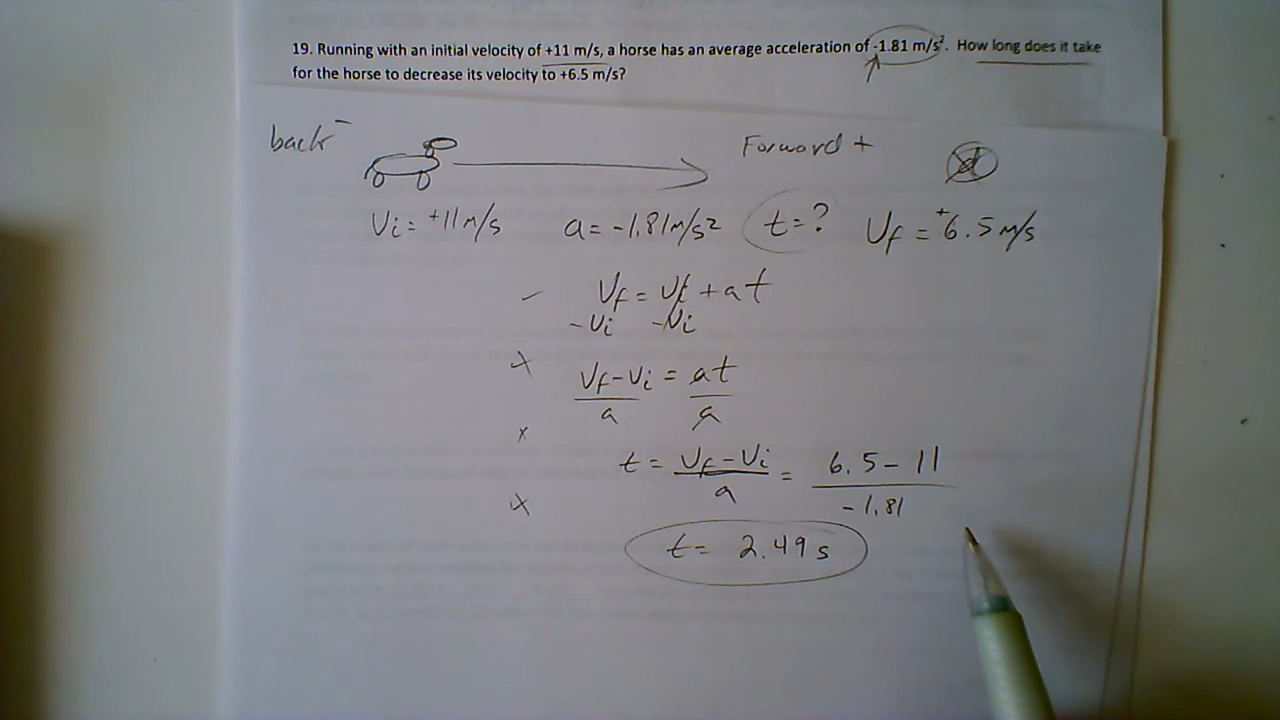 19. Running with an initial velocity of +11 m/s, a horse has an average acceleration of -1.81 m/s². How long does it take
for the horse to decrease its velocity to +6.5 m/s?
back -
Forward +
d
Vi = +11 m/s a = -1.81 m/s² t = ? Vf = +6.5 m/s
Vf = Vi + at
-Vi -Vi
Vf - Vi = at
a a
t = Vf - Vi = 6.5 - 11
a -1.81
t = 2.49 s